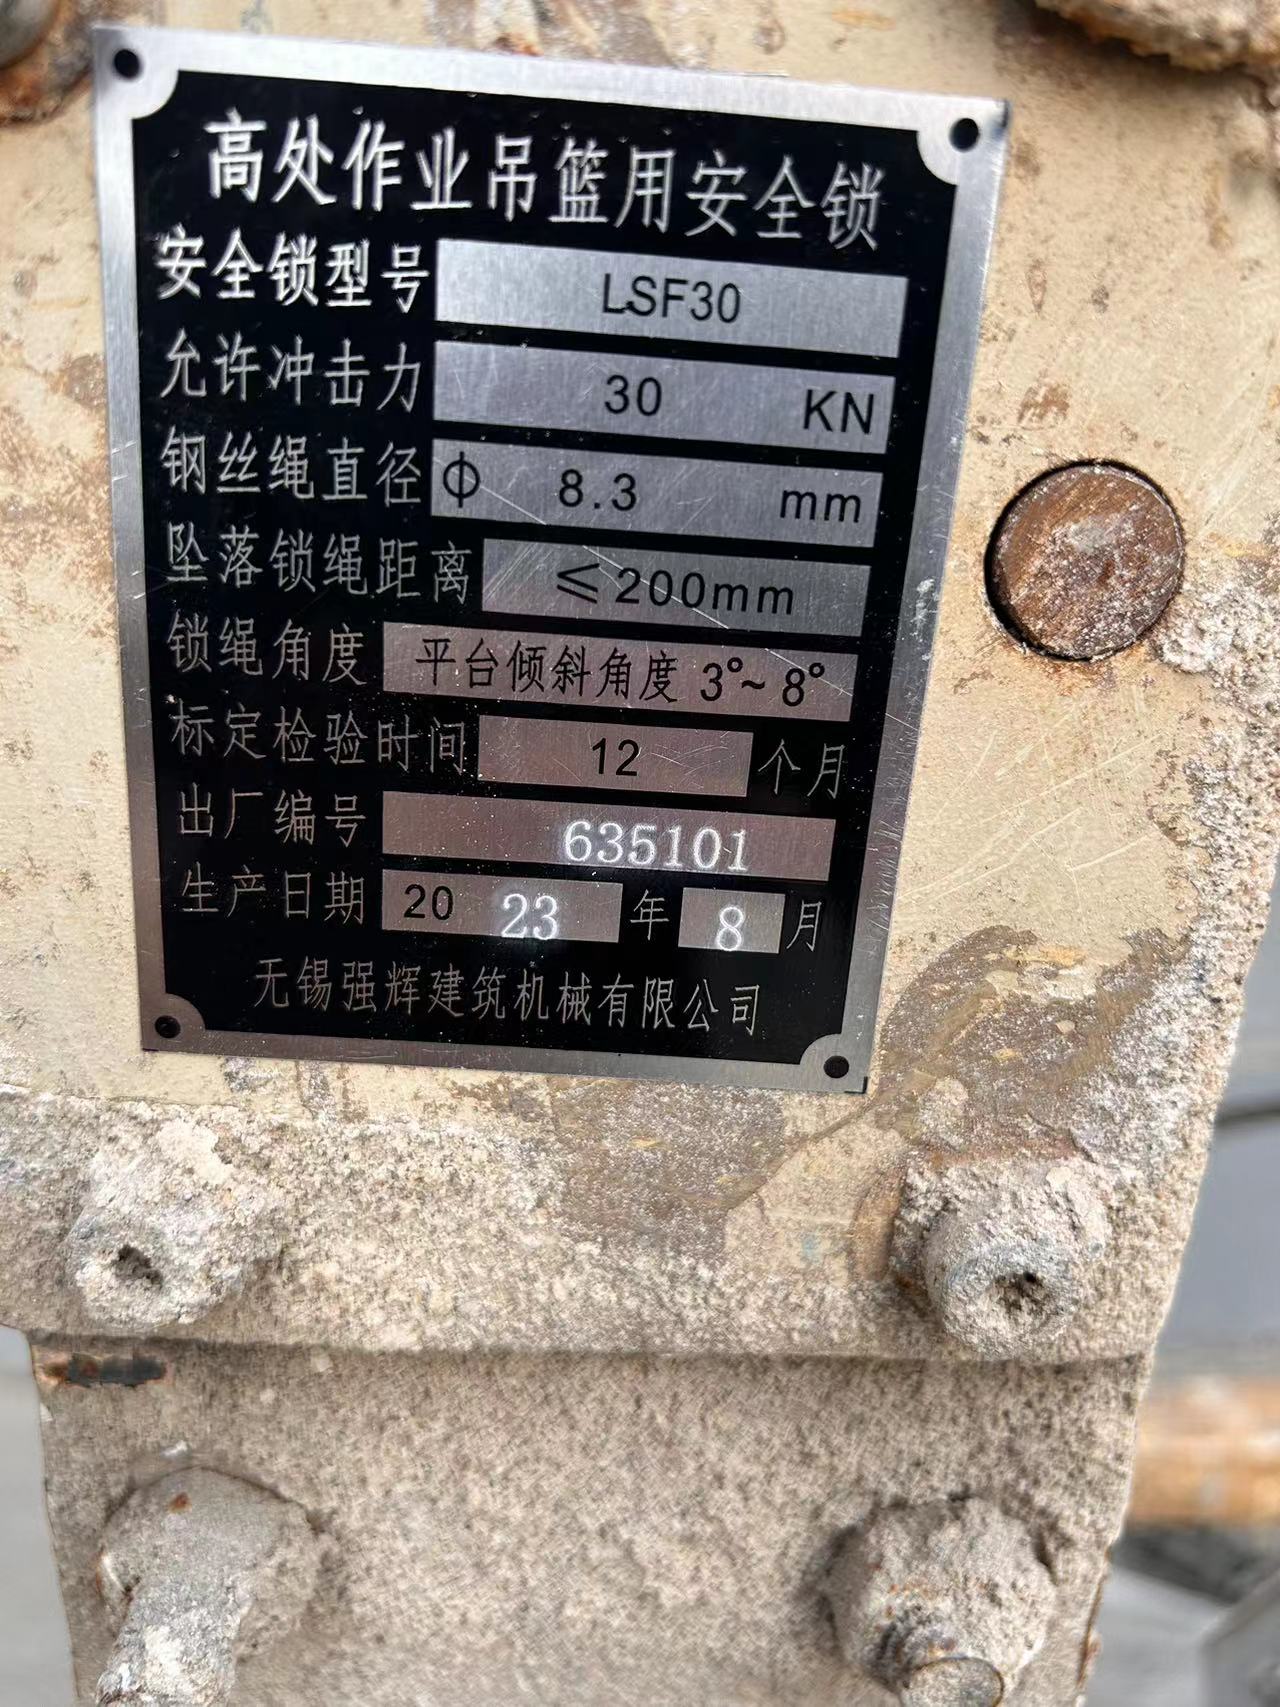 高处作业吊篮用安全锁
安全锁型号 LSF30
允许冲击力 30 KN
钢丝绳直径 ϕ 8.3 mm
坠落锁绳距离 ≤200mm
锁绳角度 平台倾斜角度 3°~8°
标定检验时间 12 个月
出厂编号 635101
生产日期 20 23 年 8 月
无锡强辉建筑机械有限公司